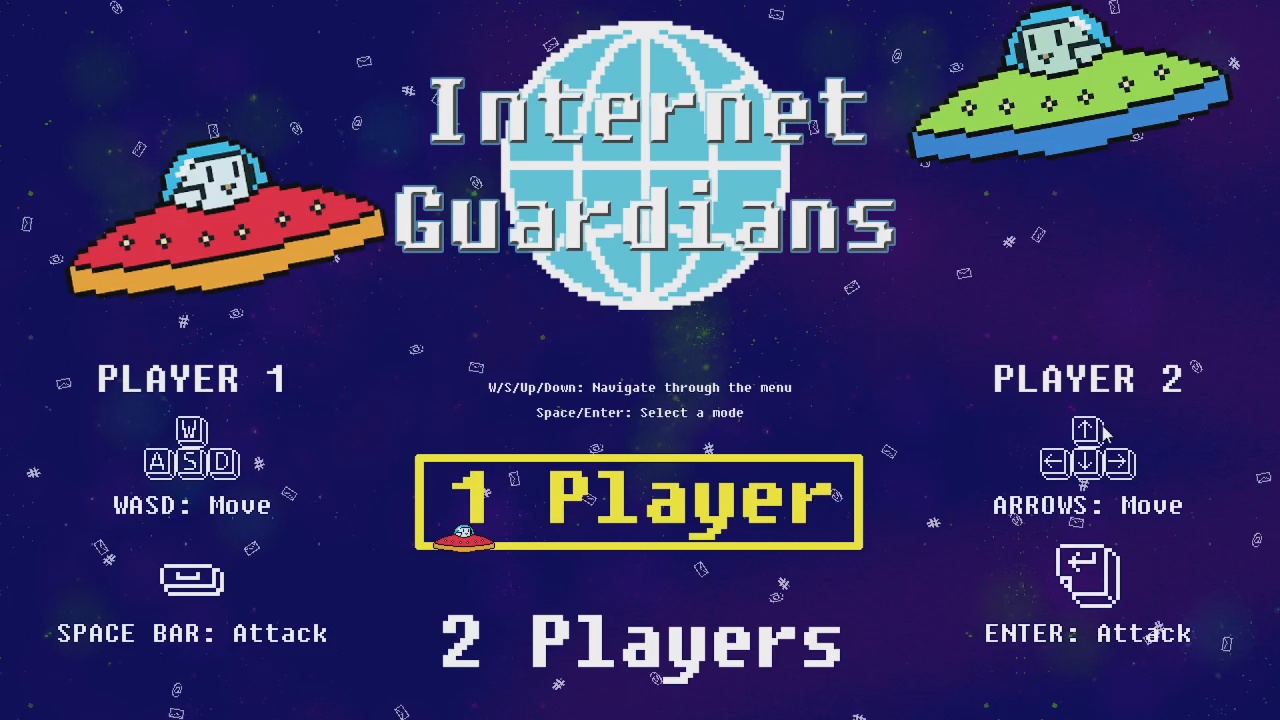 Internet
Guardians
PLAYER 1
W
A S D
WASD: Move
SPACE BAR: Attack
W/S/Up/Down: Navigate through the menu
Space/Enter: Select a mode
1 Player
2 Players
PLAYER 2
↑
← ↓ →
ARROWS: Move
ENTER: Attack